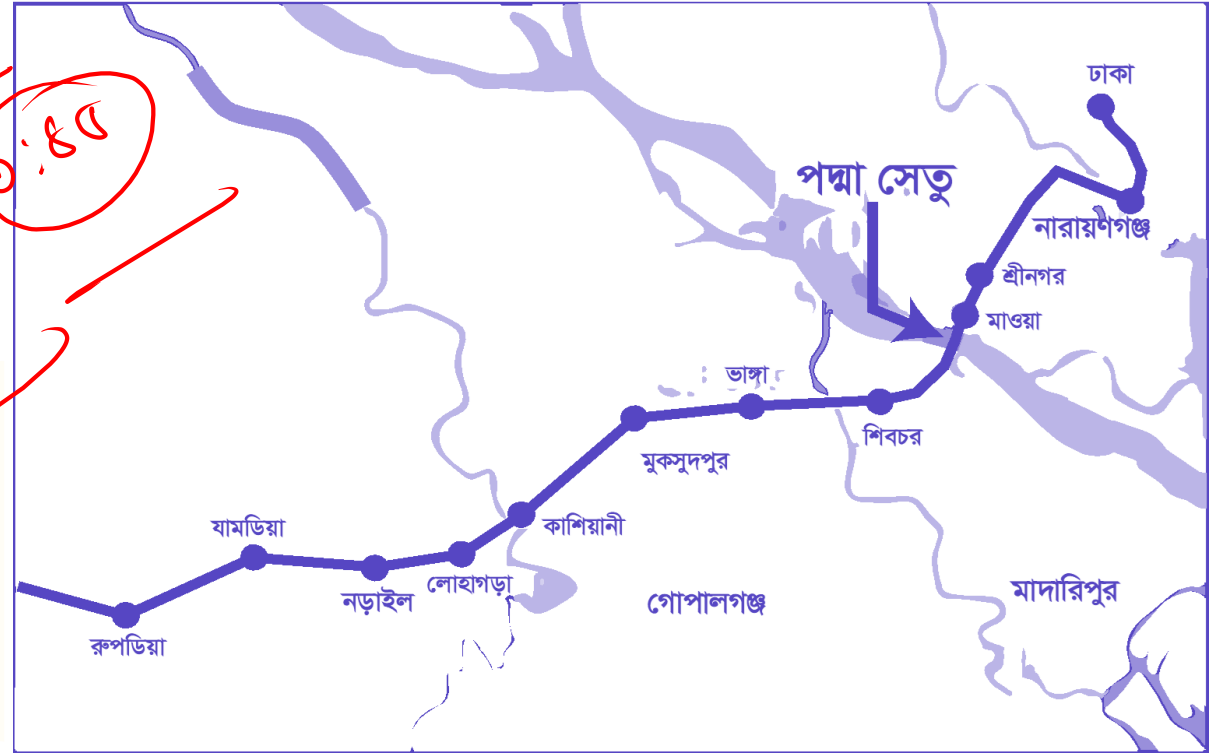 ঢাকা
পদ্মা সেতু
নারায়ণগঞ্জ
শ্রীনগর
মাওয়া
ভাঙ্গা
শিবচর
মুকসুদপুর
কাশিয়ানী
যামডিয়া
লোহাগড়া
নড়াইল
গোপালগঞ্জ
মাদারিপুর
রুপডিয়া